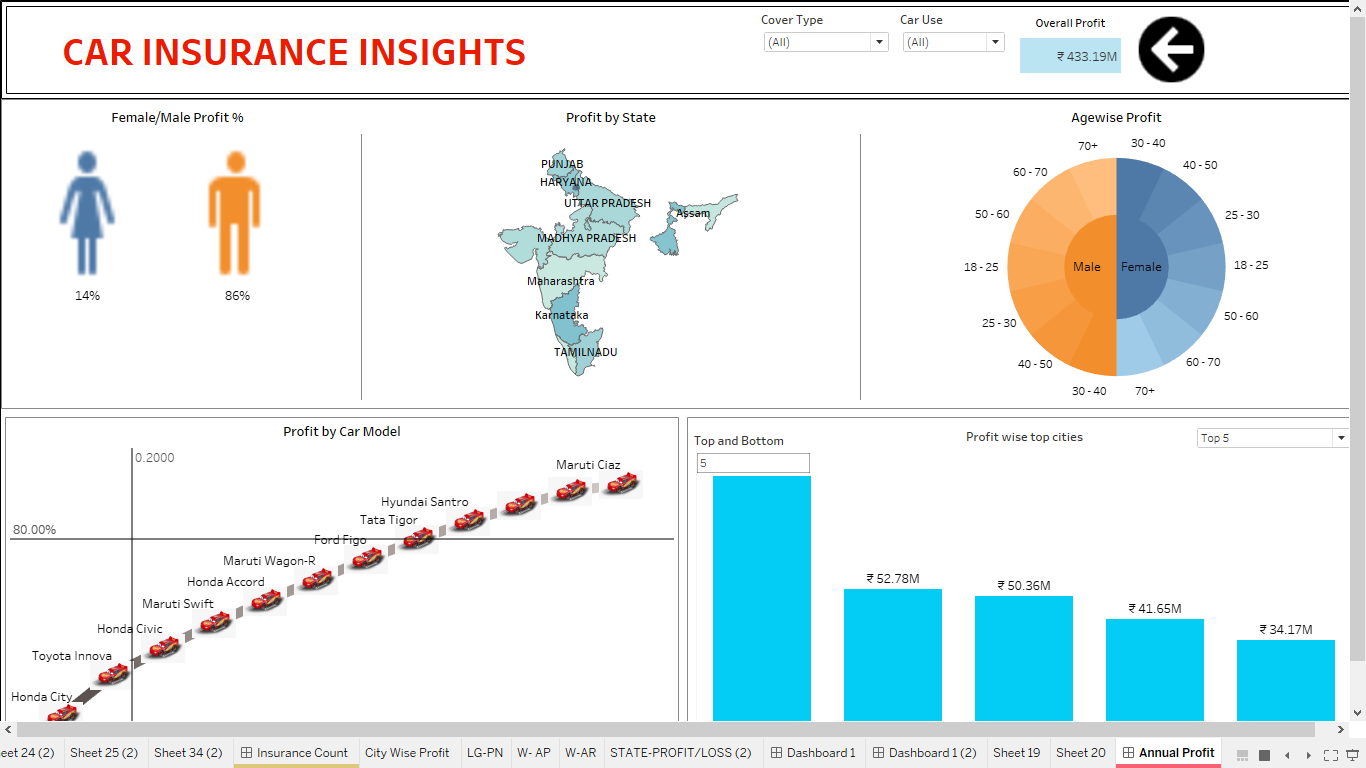 CAR INSURANCE INSIGHTS
Cover Type
(All)
Car Use
(All)
Overall Profit
₹ 433.19M
Female/Male Profit %
14%
86%
Profit by State
PUNJAB
HARYANA
UTTAR PRADESH
Assam
MADHYA PRADESH
Maharashtra
Karnataka
TAMILNADU
Agewise Profit
70+
30 - 40
60 - 70
40 - 50
50 - 60
25 - 30
18 - 25
Male
Female
18 - 25
25 - 30
50 - 60
40 - 50
60 - 70
30 - 40
70+
Profit by Car Model
0.2000
80.00%
Maruti Ciaz
Hyundai Santro
Tata Tigor
Ford Figo
Maruti Wagon-R
Honda Accord
Maruti Swift
Honda Civic
Toyota Innova
Honda City
Top and Bottom
5
Profit wise top cities
Top 5
₹ 52.78M
₹ 50.36M
₹ 41.65M
₹ 34.17M
eet 24 (2)
Sheet 25 (2)
Sheet 34 (2)
Insurance Count
City Wise Profit
LG-PN
W- AP
W-AR
STATE-PROFIT/LOSS (2)
Dashboard 1
Dashboard 1 (2)
Sheet 19
Sheet 20
Annual Profit